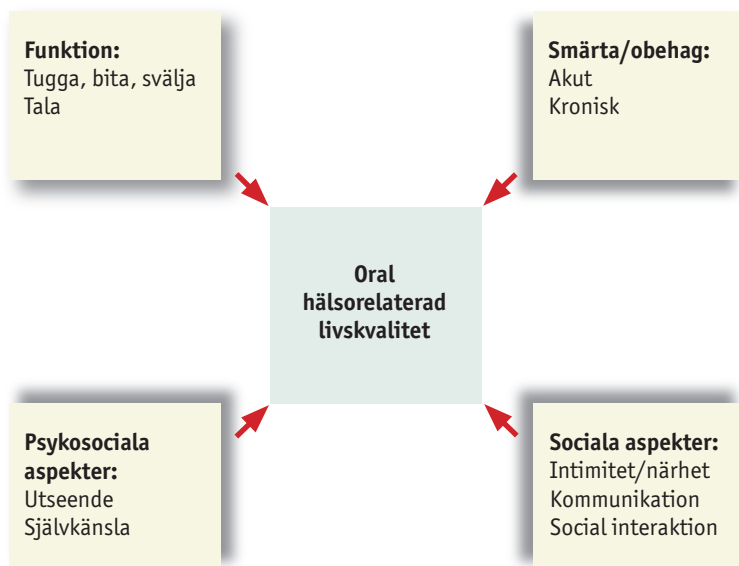 Funktion:
Tugga, bita, svälja
Tala
Smärta/obehag:
Akut
Kronisk
Oral
hälsorelaterad
livskvalitet
Psykosociala
aspekter:
Utseende
Självkänsla
Sociala aspekter:
Intimitet/närhet
Kommunikation
Social interaktion